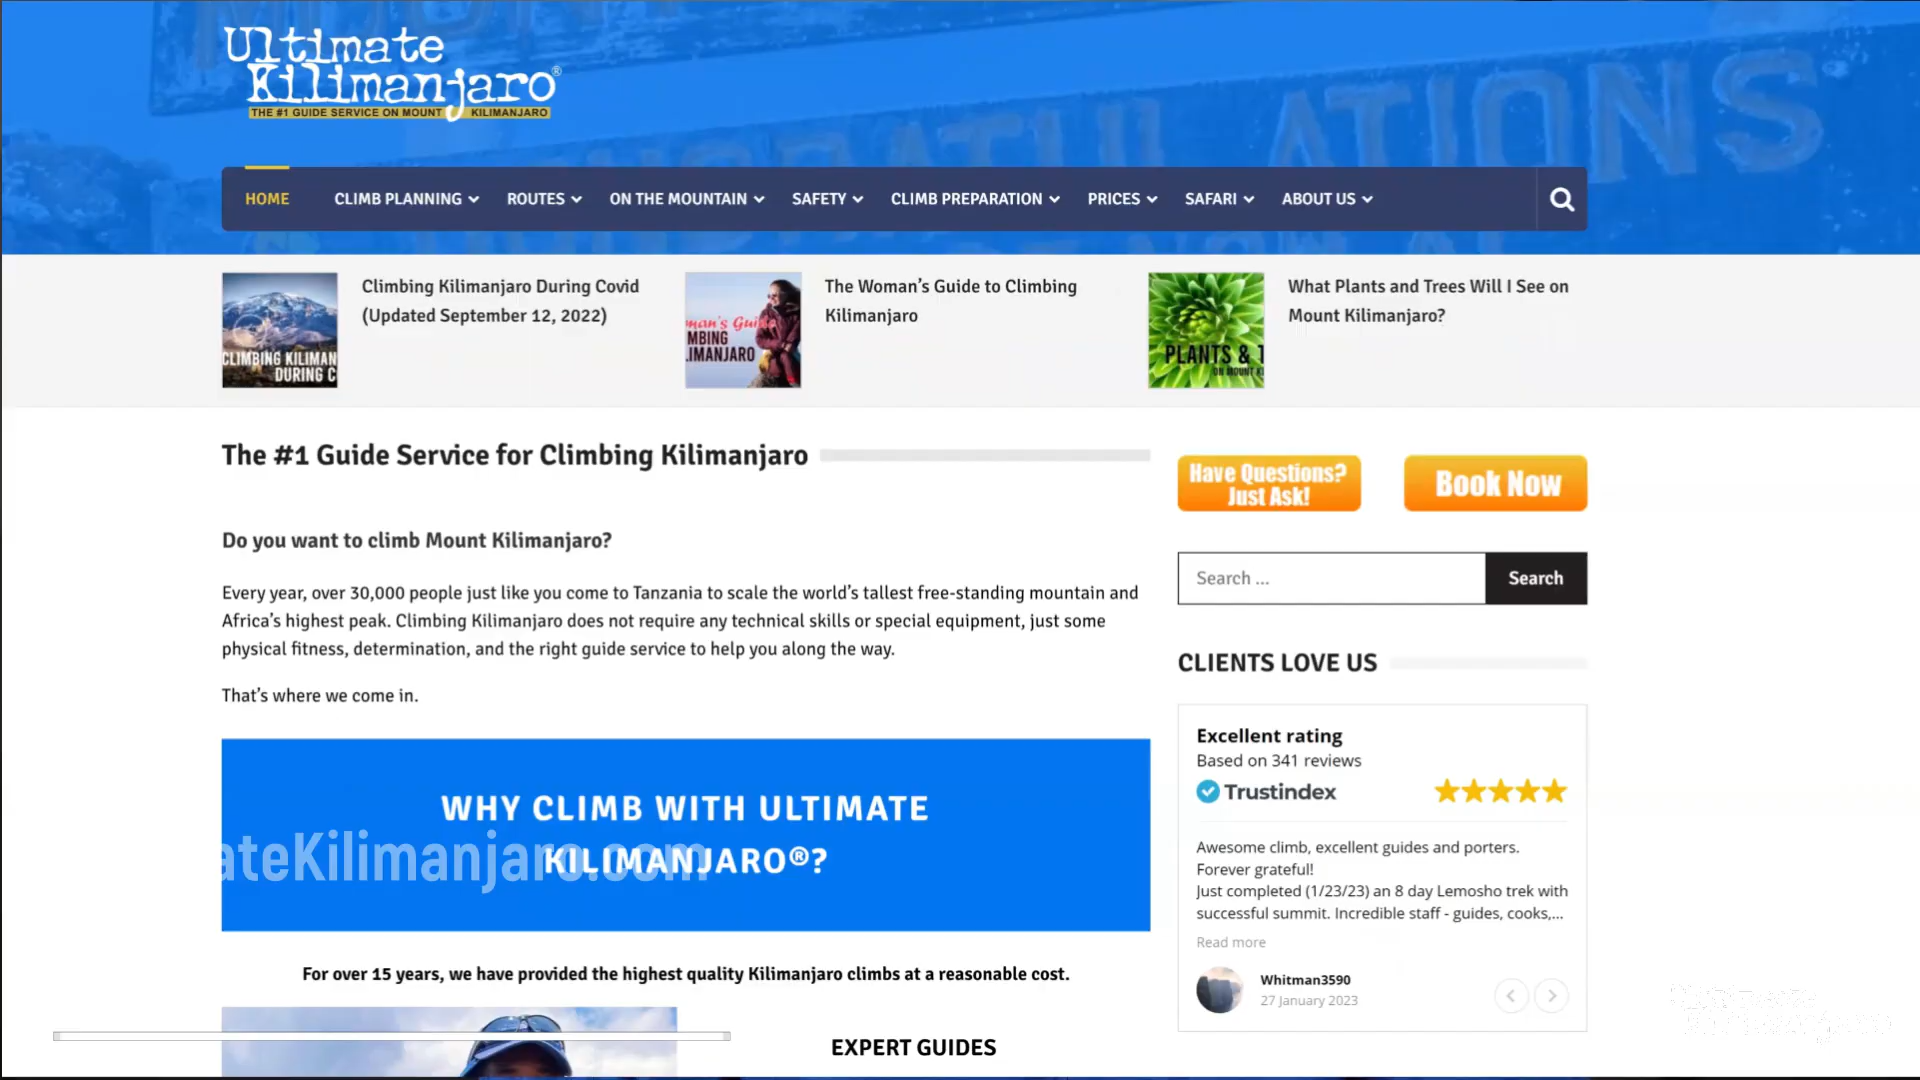 Ultimate
Kilimanjaro®
THE #1 GUIDE SERVICE ON MOUNT KILIMANJARO
HOME
CLIMB PLANNING
ROUTES
ON THE MOUNTAIN
SAFETY
CLIMB PREPARATION
PRICES
SAFARI
ABOUT US
CLIMBING KILIMAN
DURING C
Climbing Kilimanjaro During Covid
(Updated September 12, 2022)
man's Guide
MBING
LIMANJARO
The Woman's Guide to Climbing
Kilimanjaro
PLANTS & T
ON MOUNT KI
What Plants and Trees Will I See on
Mount Kilimanjaro?
The #1 Guide Service for Climbing Kilimanjaro
Do you want to climb Mount Kilimanjaro?
Every year, over 30,000 people just like you come to Tanzania to scale the world's tallest free-standing mountain and
Africa's highest peak. Climbing Kilimanjaro does not require any technical skills or special equipment, just some
physical fitness, determination, and the right guide service to help you along the way.
That's where we come in.
WHY CLIMB WITH ULTIMATE
KILIMANJARO®?
ateKilimanjaro.com
For over 15 years, we have provided the highest quality Kilimanjaro climbs at a reasonable cost.
EXPERT GUIDES
Have Questions?
Just Ask!
Book Now
Search ...
Search
CLIENTS LOVE US
Excellent rating
Based on 341 reviews
Trustindex
Awesome climb, excellent guides and porters.
Forever grateful!
Just completed (1/23/23) an 8 day Lemosho trek with
successful summit. Incredible staff - guides, cooks,...
Read more
Whitman3590
27 January 2023